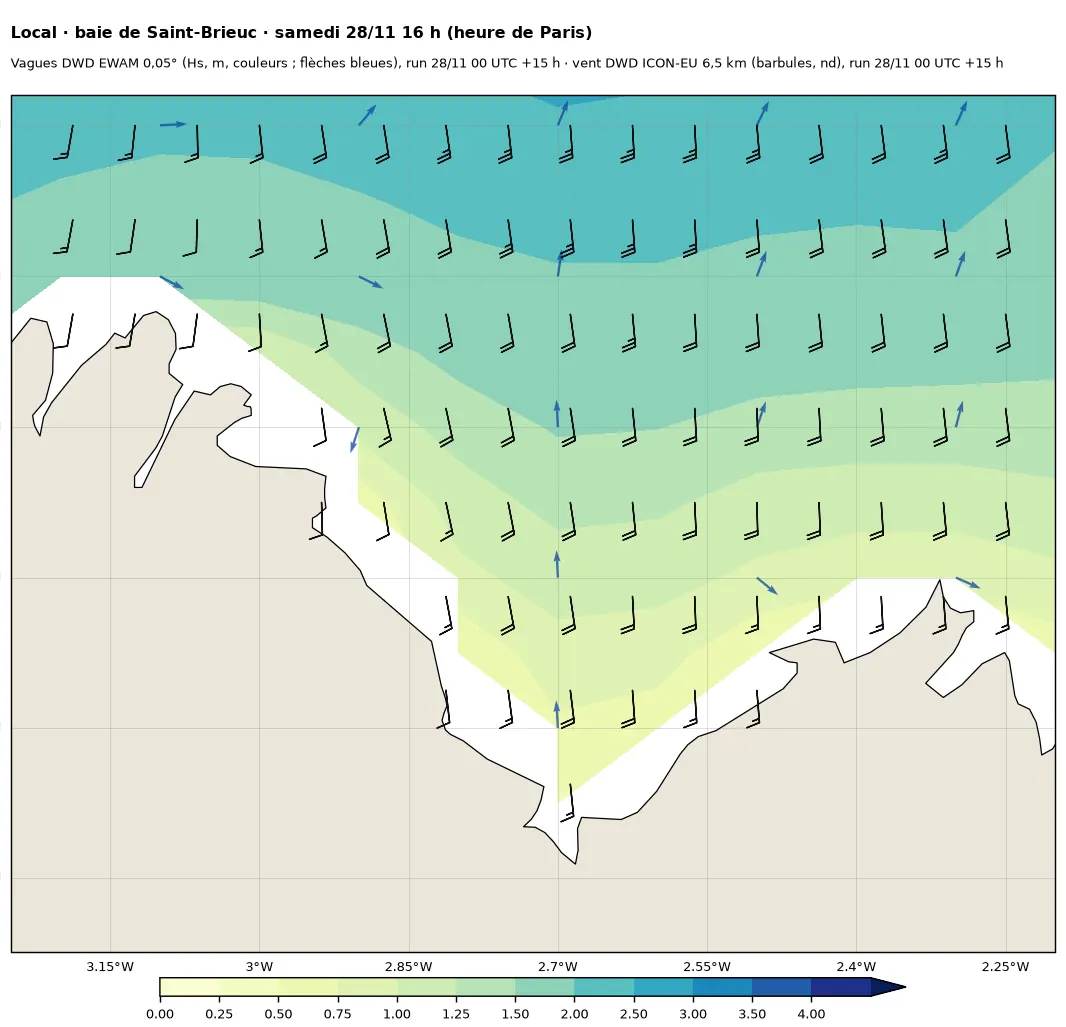 Local · baie de Saint-Brieuc · samedi 28/11 16 h (heure de Paris)
Vagues DWD EWAM 0,05° (Hs, m, couleurs ; flèches bleues), run 28/11 00 UTC +15 h · vent DWD ICON-EU 6,5 km (barbules, nd), run 28/11 00 UTC +15 h
3.15°W 3°W 2.85°W 2.7°W 2.55°W 2.4°W 2.25°W
0.00 0.25 0.50 0.75 1.00 1.25 1.50 2.00 2.50 3.00 3.50 4.00